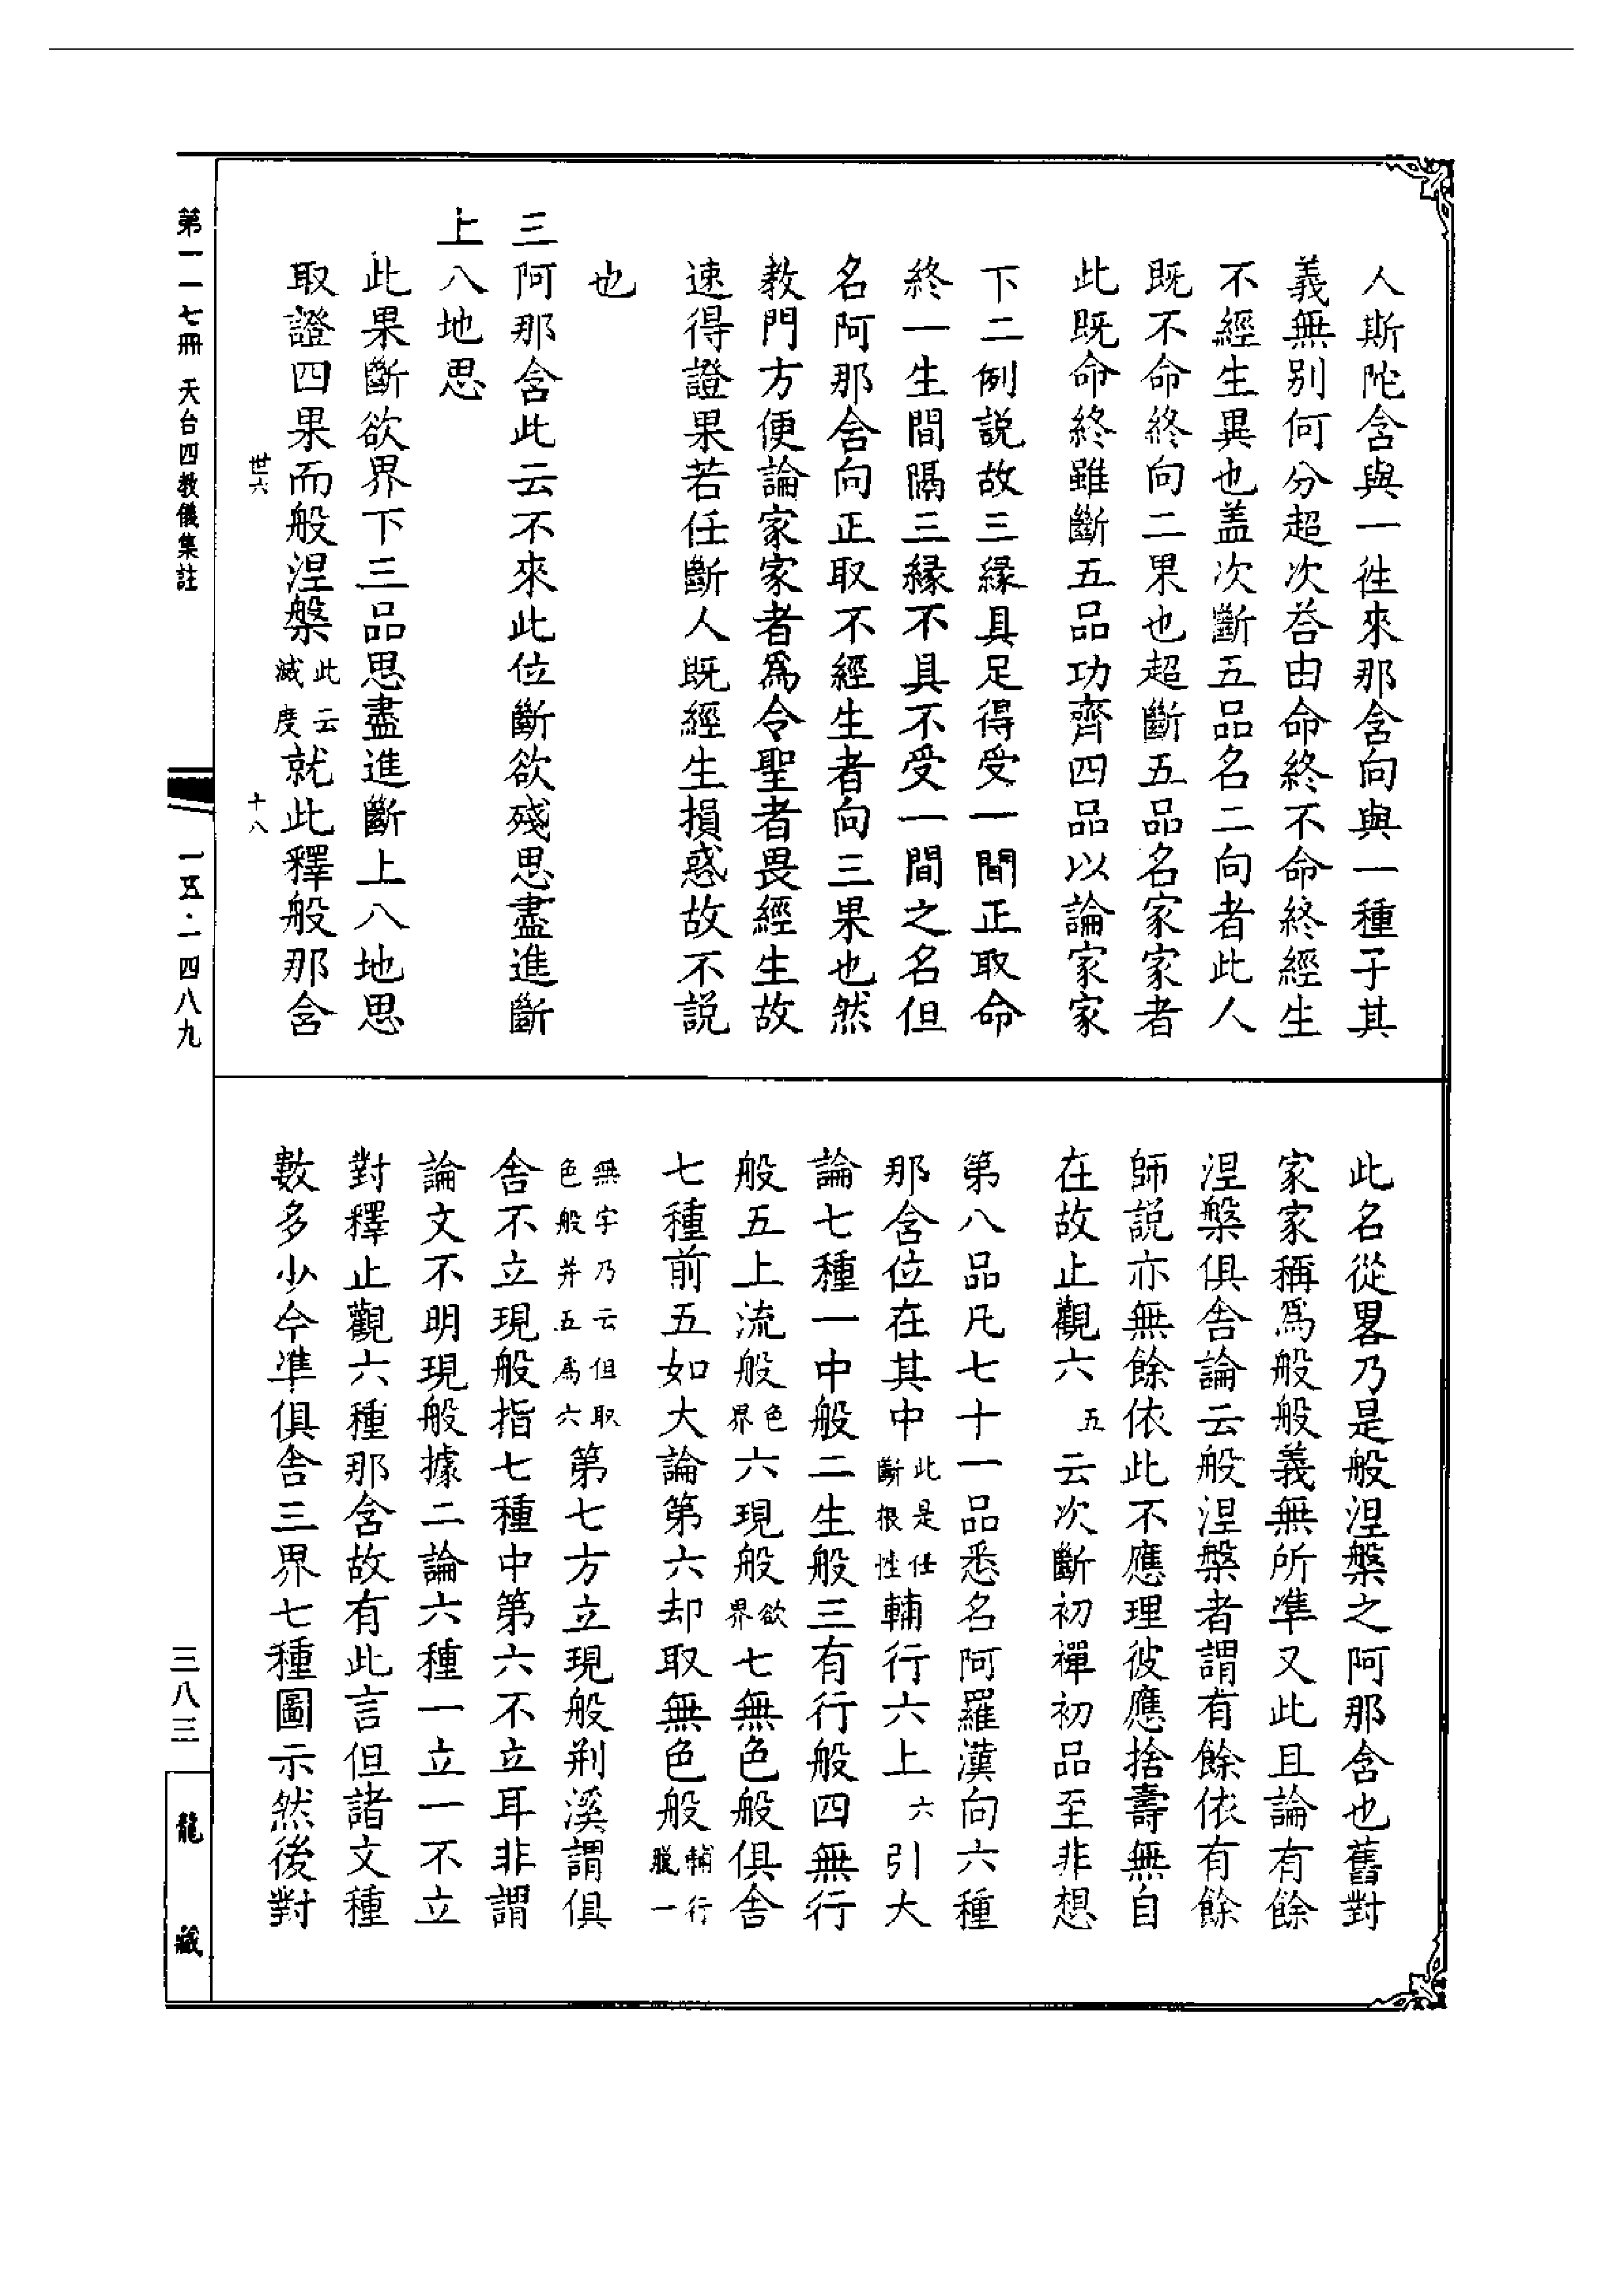 人斯陀含與一徃來那含向與一種子其
義無別何分超次荅由命終不命終經生
不經生異也盖次斷五品名二向者此人
既不命終向二果也超斷五品名家家者
此既命終雖斷五品功齊四品以論家家
下二例説故三縁具足得受一間正取命
終一生間隔三縁不具不受一間之名但
名阿那含向正取不經生者向三果也然
教門方便論家家者爲令聖者畏經生故
速得證果若任斷人既經生損惑故不説
也
三阿那含此云不來此位斷欲殘思盡進斷
上八地思
此果斷欲界下三品思盡進斷上八地思
取證四果而般涅槃此云滅度就此釋般那含
世六 十八
此名從畧乃是般涅槃之阿那含也舊對
家家稱爲般般義無所準又此且論有餘
涅槃俱舍論云般涅槃者謂有餘依有餘
師説亦無餘依此不應理彼應捨壽無自
在故止觀六五云次斷初禪初品至非想
第八品凡七十一品悉名阿羅漢向六種
那含位在其中此是任斷根性輔行六上六引大
論七種一中般二生般三有行般四無行
般五上流般色界六現般欲界七無色般俱舍
七種前五如大論第六却取無色般輔行臘一
無字乃云但取色般并五爲六第七方立現般荆溪謂俱
舍不立現般指七種中第六不立耳非謂
論文不明現般據二論六種一立一不立
對釋止觀六種那含故有此言但諸文種
數多少今準俱舍三界七種圖示然後對
第一一七冊 天台四教儀集註
一五·一四八九
三八三
龍藏